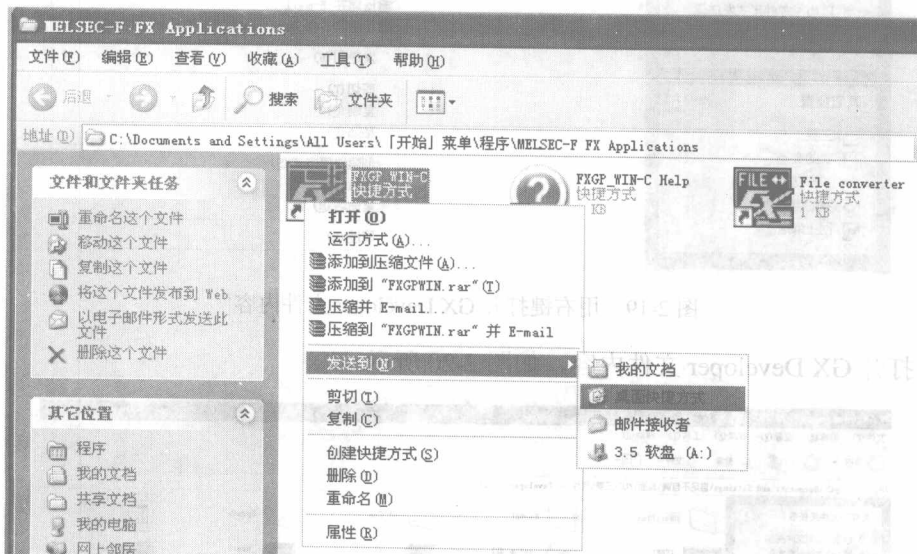 MELSEC-F FX Applications
文件(F) 编辑(E) 查看(V) 收藏(A) 工具(T) 帮助(H)
后退 搜索 文件夹
地址(D) C:\Documents and Settings\All Users\「开始」菜单\程序\MELSEC-F FX Applications
文件和文件夹任务
重命名这个文件
移动这个文件
复制这个文件
将这个文件发布到 Web
以电子邮件形式发送此
文件
删除这个文件
其它位置
程序
我的文档
共享文档
我的电脑
网上邻居
FXGP_WIN-C
快捷方式
FXGP_WIN-C Help
快捷方式
KB
FILE
File converter
快捷方式
1 KB
打开(O)
运行方式(A)...
添加到压缩文件(A)...
添加到 "FXGPWIN.rar"(T)
压缩并 E-mail...
压缩到 "FXGPWIN.rar" 并 E-mail
发送到(N)
剪切(T)
复制(C)
创建快捷方式(S)
删除(D)
重命名(M)
属性(R)
我的文档
桌面快捷方式
邮件接收者
3.5 软盘 (A:)